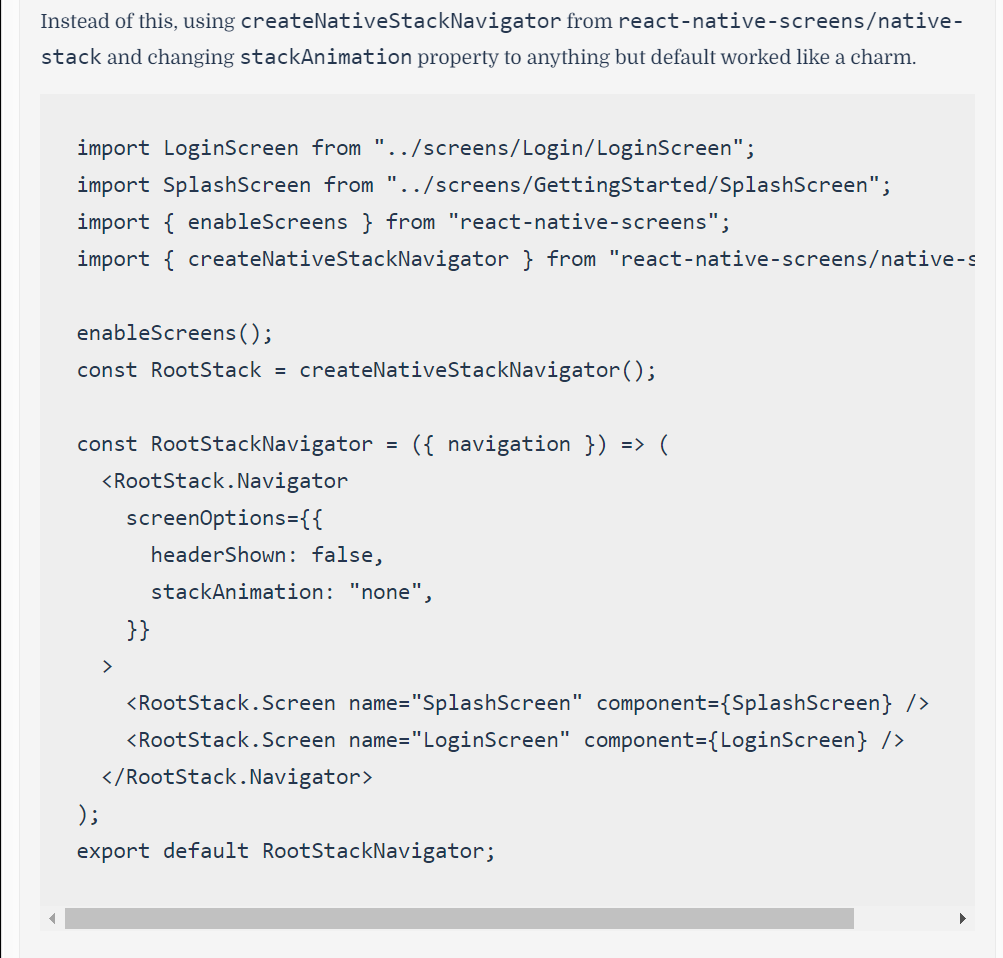 Instead of this, using createNativeStackNavigator from react-native-screens/native-
stack and changing stackAnimation property to anything but default worked like a charm.
import LoginScreen from "../screens/Login/LoginScreen";
import SplashScreen from "../screens/GettingStarted/SplashScreen";
import { enableScreens } from "react-native-screens";
import { createNativeStackNavigator } from "react-native-screens/native-s
enableScreens();
const RootStack = createNativeStackNavigator();
const RootStackNavigator = ({ navigation }) => (
  <RootStack.Navigator
    screenOptions={{
      headerShown: false,
      stackAnimation: "none",
    }}
  >
    <RootStack.Screen name="SplashScreen" component={SplashScreen} />
    <RootStack.Screen name="LoginScreen" component={LoginScreen} />
  </RootStack.Navigator>
);
export default RootStackNavigator;